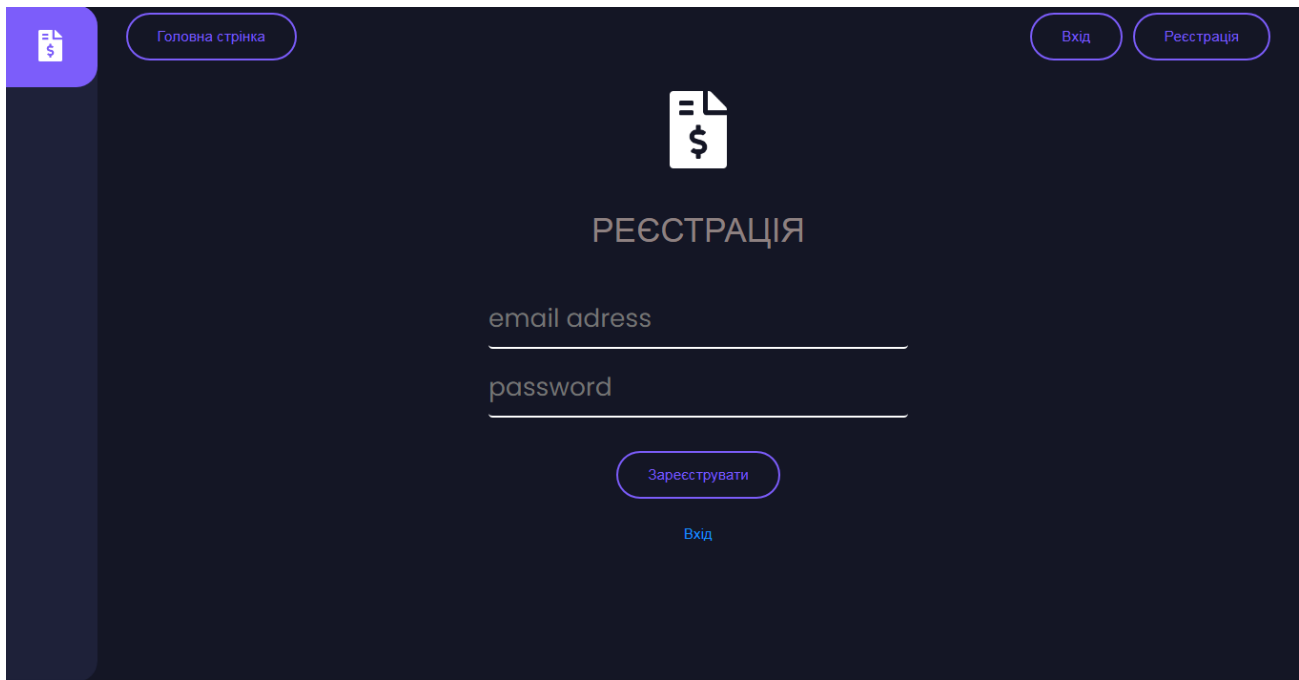 Головна стрінка
Вхід
Реєстрація
$
$
РЕЄСТРАЦІЯ
email adress
password
Зареєструвати
Вхід